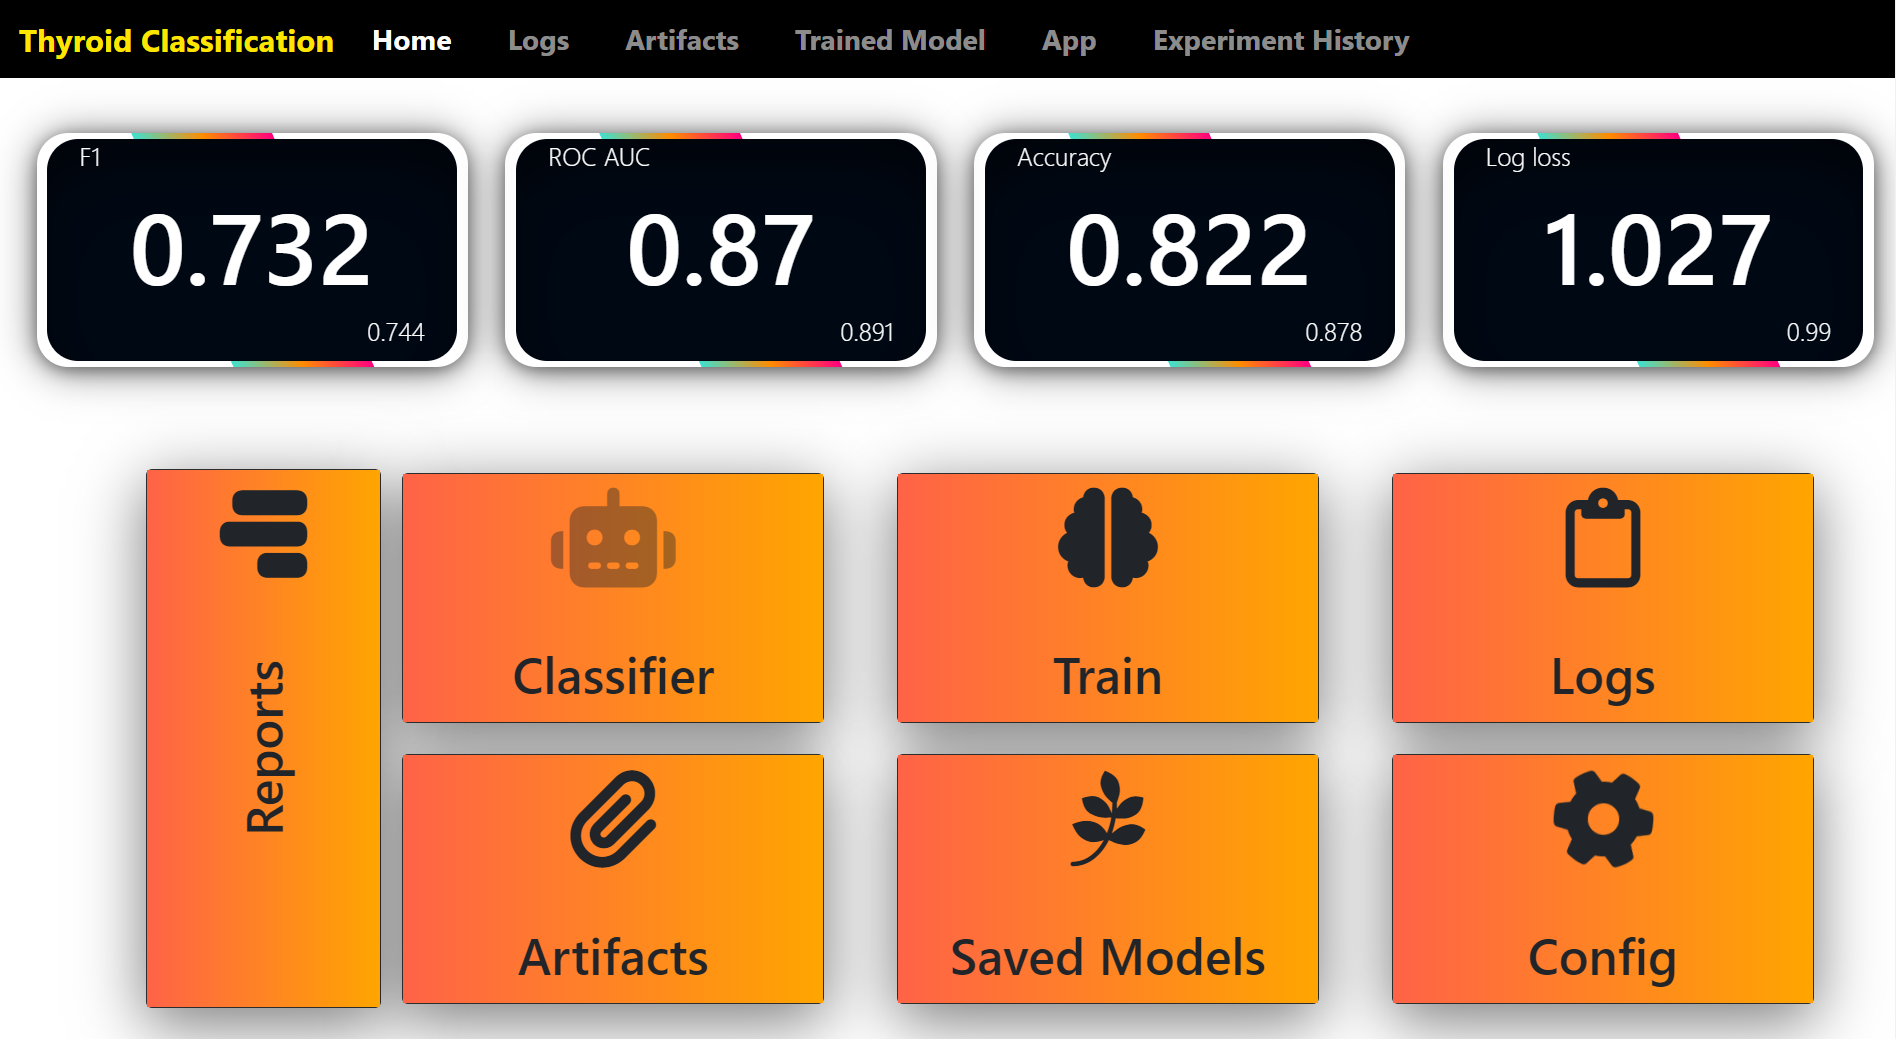 Thyroid Classification Home Logs Artifacts Trained Model App Experiment History
F1
0.732
0.744
ROC AUC
0.87
0.891
Accuracy
0.822
0.878
Log loss
1.027
0.99
Reports
Classifier
Train
Logs
Artifacts
Saved Models
Config